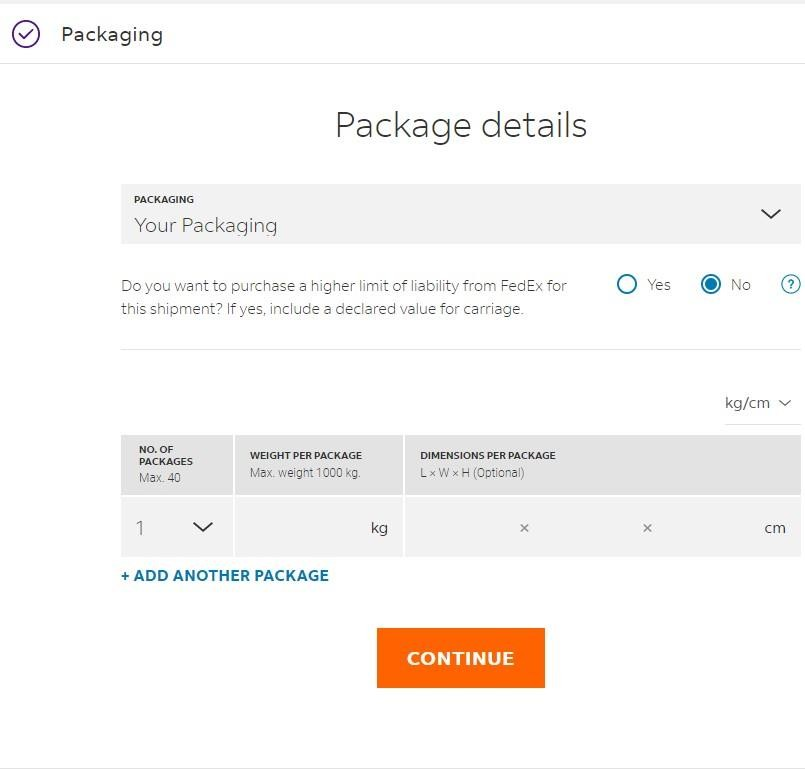 Packaging
Package details
PACKAGING
Your Packaging
Do you want to purchase a higher limit of liability from FedEx for
this shipment? If yes, include a declared value for carriage.
Yes
No
?
kg/cm
NO. OF
PACKAGES
Max. 40
WEIGHT PER PACKAGE
Max. weight 1000 kg.
DIMENSIONS PER PACKAGE
L × W × H (Optional)
1
kg
× × cm
+ ADD ANOTHER PACKAGE
CONTINUE